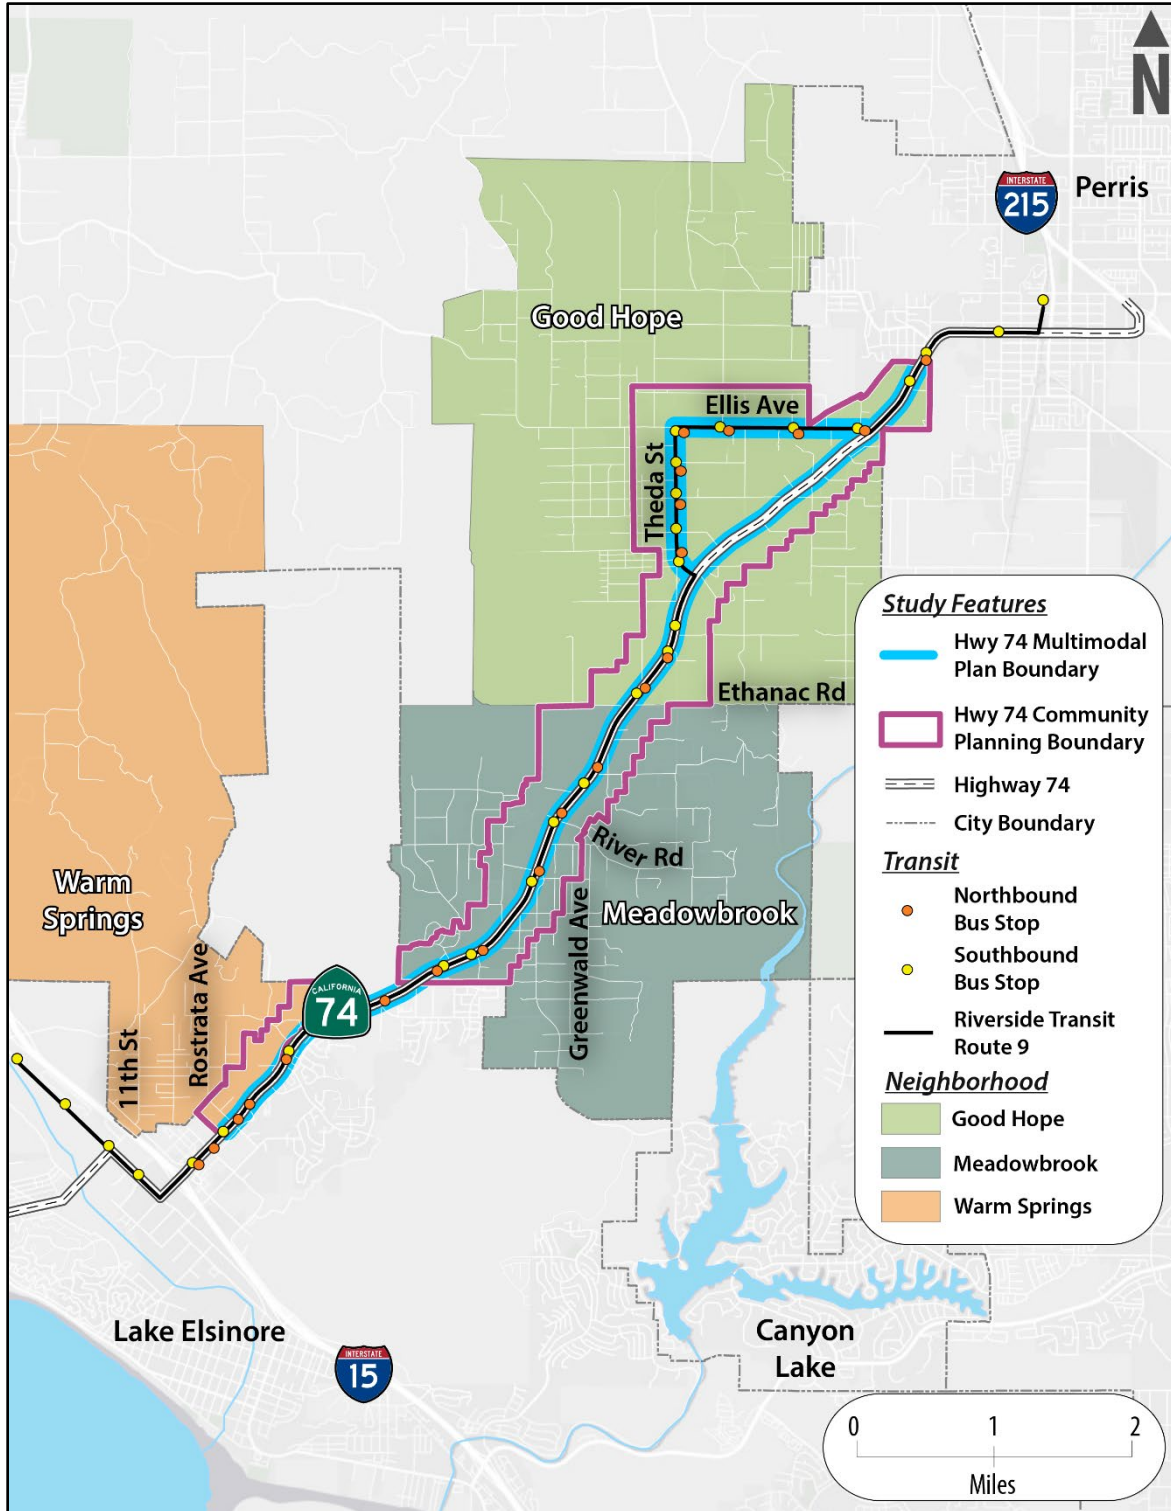 N
INTERSTATE
215
Perris
Good Hope
Ellis Ave
Theda St
Ethanac Rd
River Rd
Meadowbrook
Greenwald Ave
Warm
Springs
Rostrata Ave
11th St
CALIFORNIA
74
Lake Elsinore
INTERSTATE
15
Canyon
Lake
Study Features
Hwy 74 Multimodal
Plan Boundary
Hwy 74 Community
Planning Boundary
Highway 74
City Boundary
Transit
Northbound
Bus Stop
Southbound
Bus Stop
Riverside Transit
Route 9
Neighborhood
Good Hope
Meadowbrook
Warm Springs
0 1 2
Miles